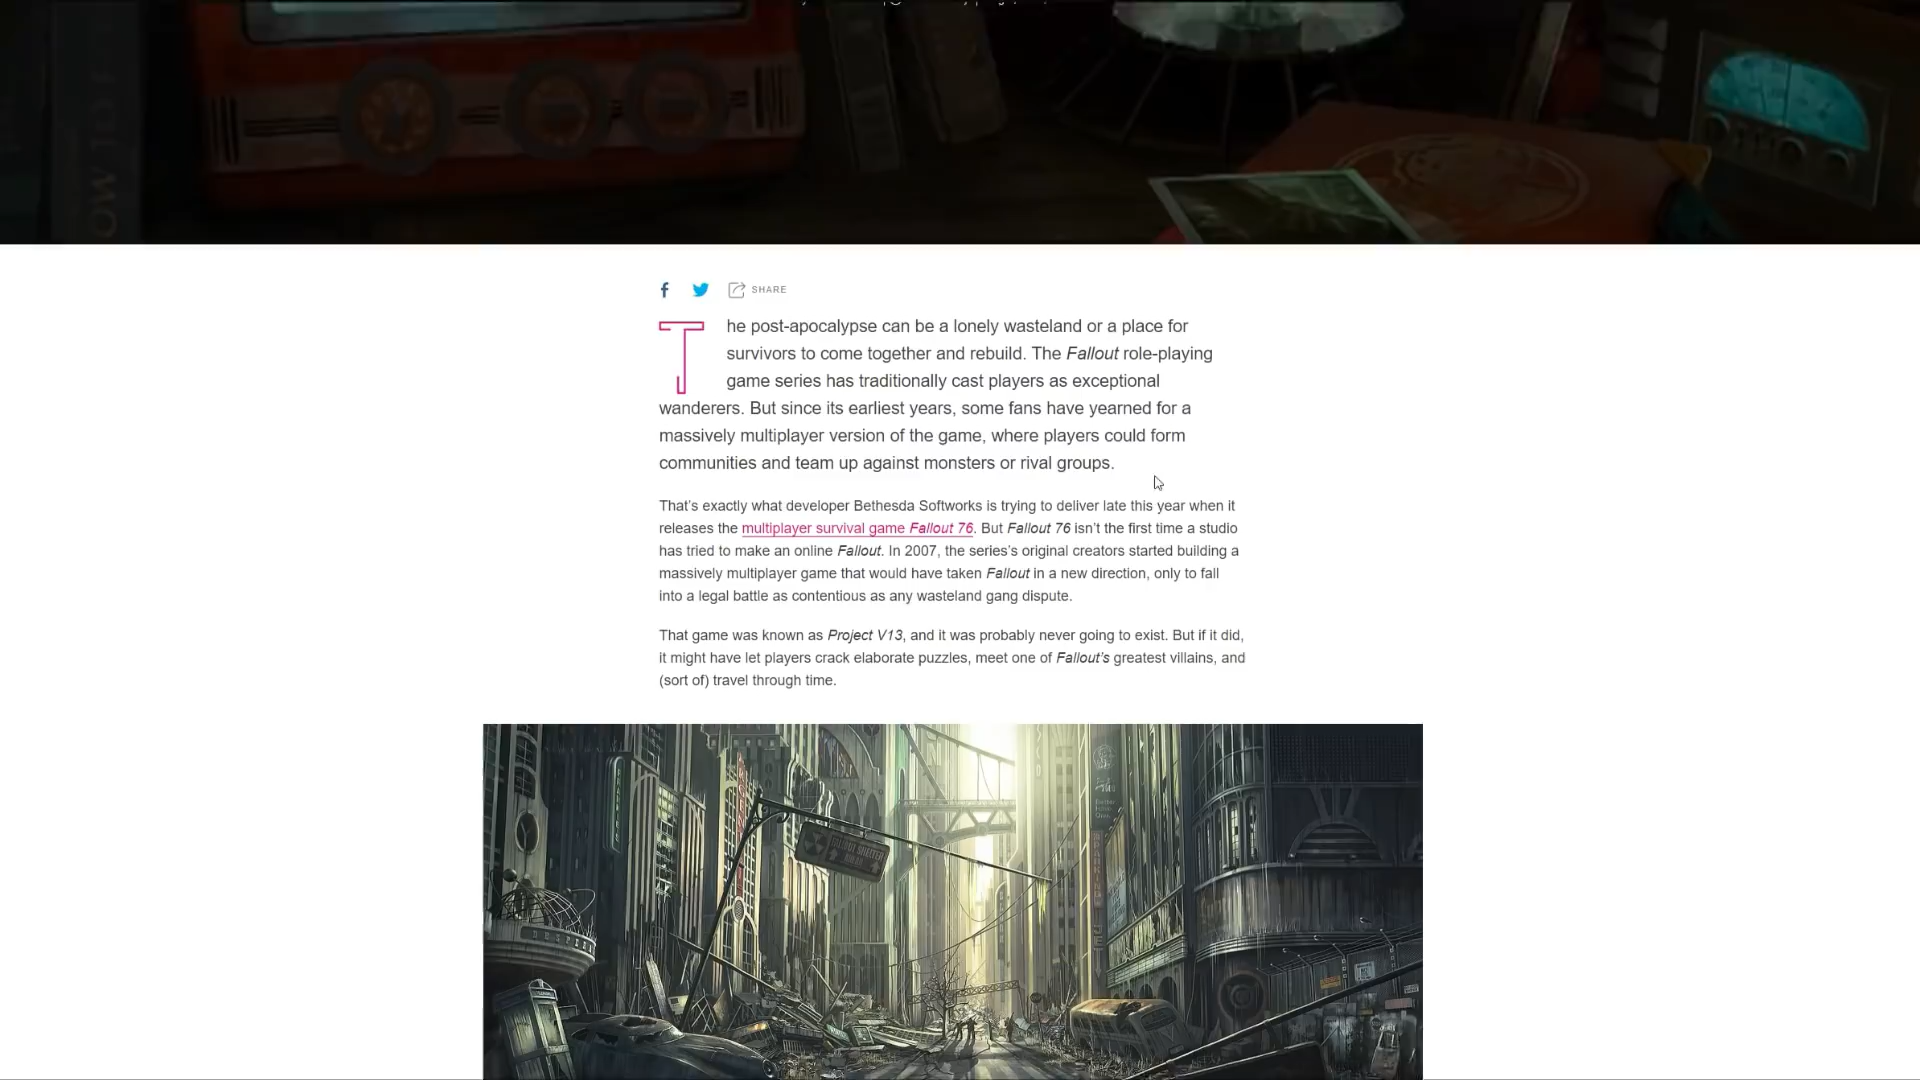 SHARE
The post-apocalypse can be a lonely wasteland or a place for
survivors to come together and rebuild. The Fallout role-playing
game series has traditionally cast players as exceptional
wanderers. But since its earliest years, some fans have yearned for a
massively multiplayer version of the game, where players could form
communities and team up against monsters or rival groups.
That’s exactly what developer Bethesda Softworks is trying to deliver late this year when it
releases the multiplayer survival game Fallout 76. But Fallout 76 isn’t the first time a studio
has tried to make an online Fallout. In 2007, the series’s original creators started building a
massively multiplayer game that would have taken Fallout in a new direction, only to fall
into a legal battle as contentious as any wasteland gang dispute.
That game was known as Project V13, and it was probably never going to exist. But if it did,
it might have let players crack elaborate puzzles, meet one of Fallout’s greatest villains, and
(sort of) travel through time.
FALLOUT SHELTER